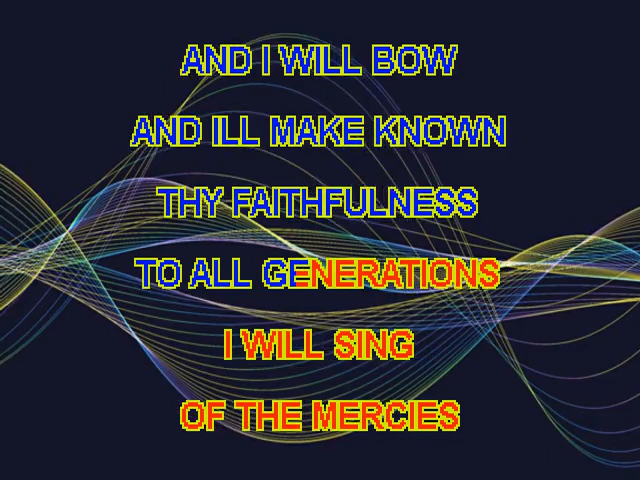 AND I WILL BOW
AND ILL MAKE KNOWN
THY FAITHFULNESS
TO ALL GENERATIONS
I WILL SING
OF THE MERCIES